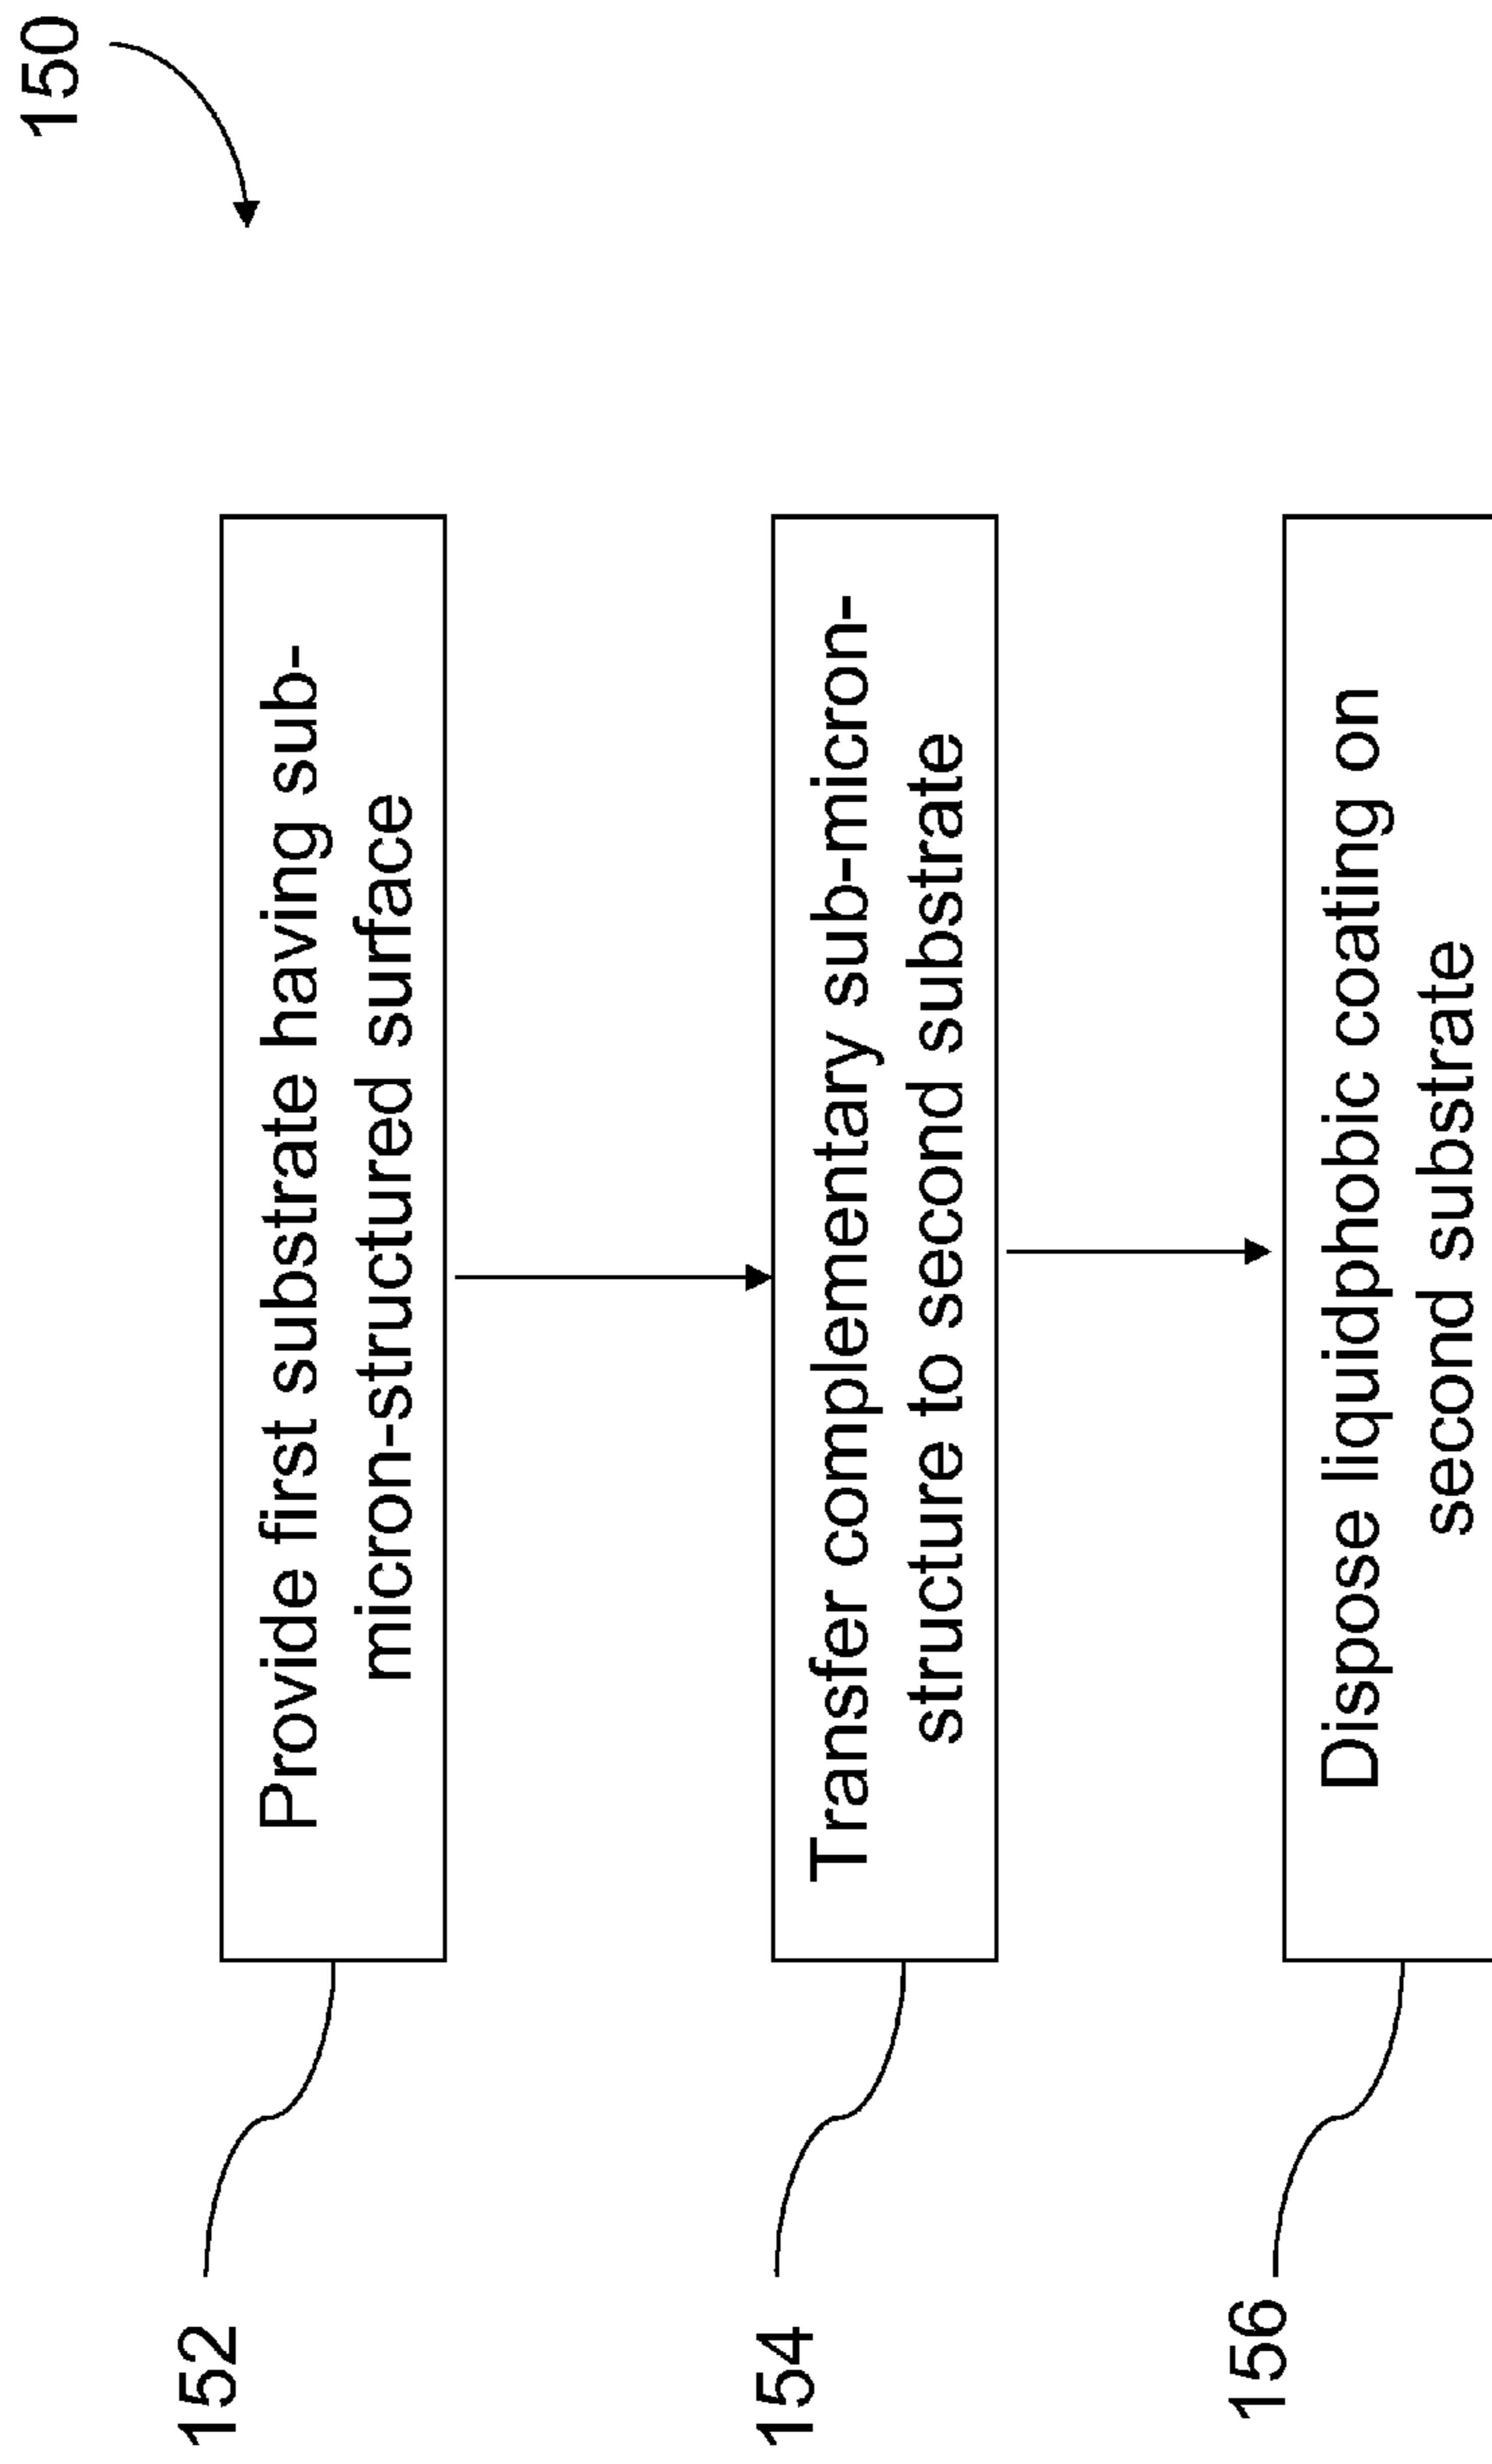 150
152
Provide first substrate having sub-
micron-structured surface
154
Transfer complementary sub-micron-
structure to second substrate
156
Dispose liquidphobic coating on
second substrate